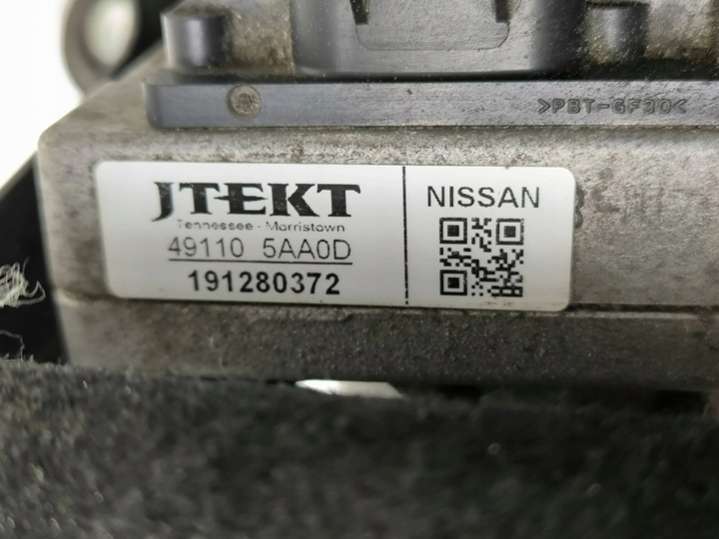 >PBT-GF30<
JTEKT
Tennessee - Morristown
49110 5AA0D
191280372
NISSAN